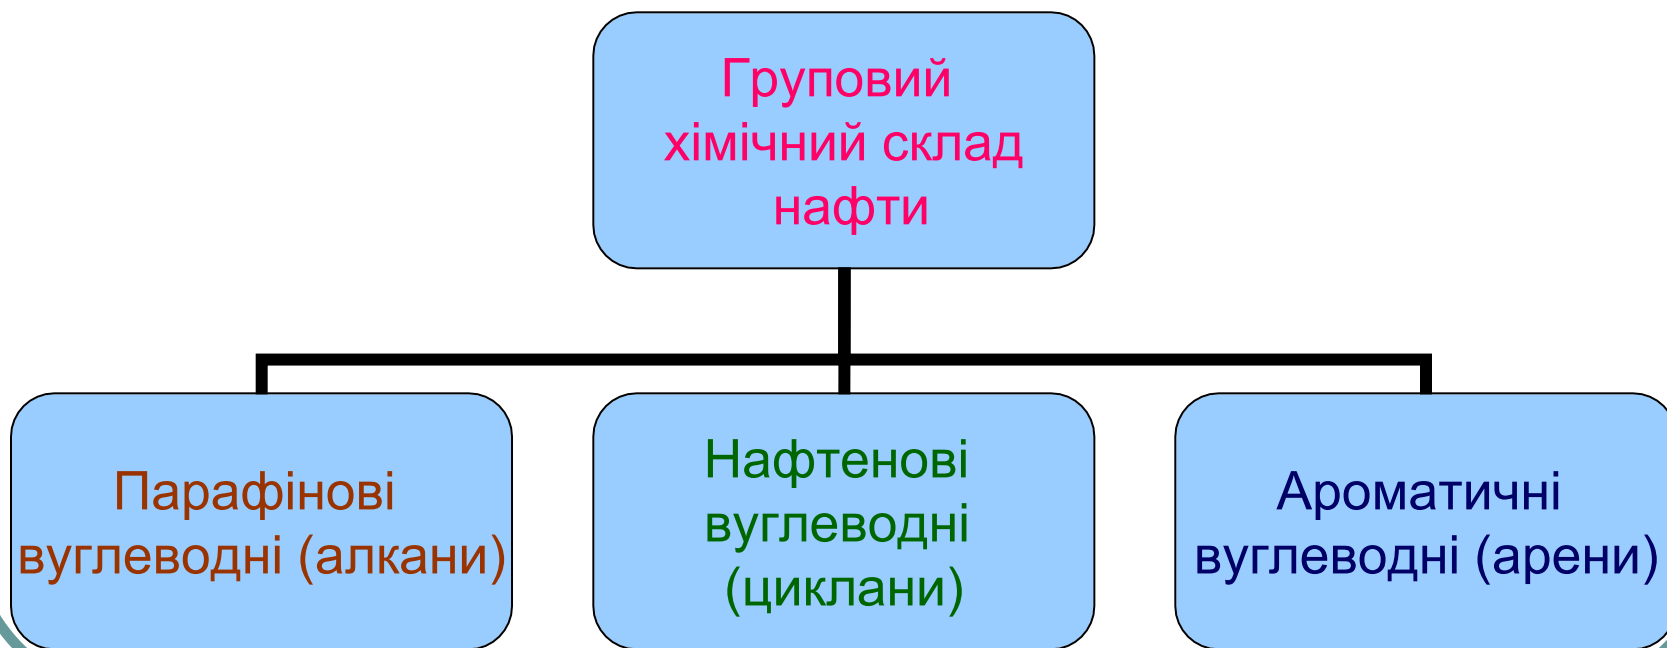 Груповий
хімічний склад
нафти
Парафінові
вуглеводні (алкани)
Нафтенові
вуглеводні
(циклани)
Ароматичні
вуглеводні (арени)